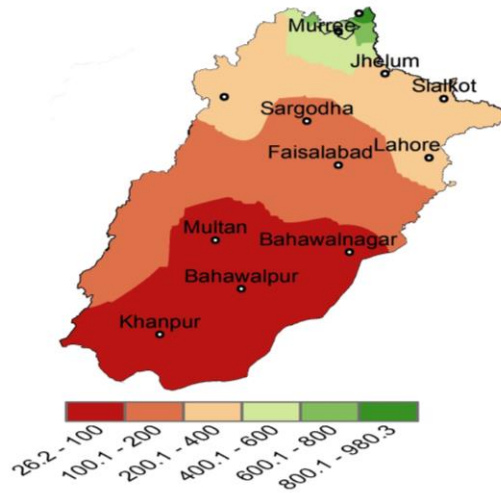 Murree
Jhelum
Sialkot
Sargodha
Lahore
Faisalabad
Multan
Bahawalnagar
Bahawalpur
Khanpur
26.2 - 100
100.1 - 200
200.1 - 400
400.1 - 600
600.1 - 800
800.1 - 980.3